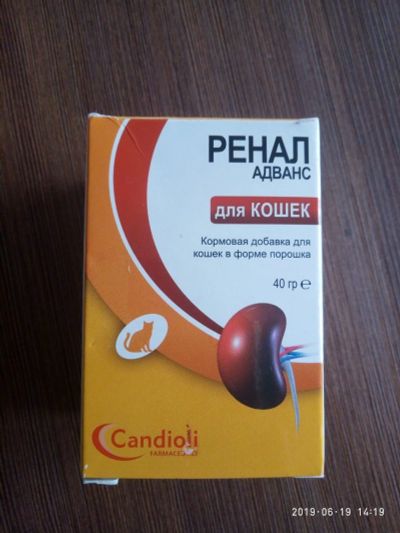 РЕНАЛ
АДВАНС
для КОШЕК
Кормовая добавка для
кошек в форме порошка
40 гр ℮
Candioli
2019-06-19 14:19